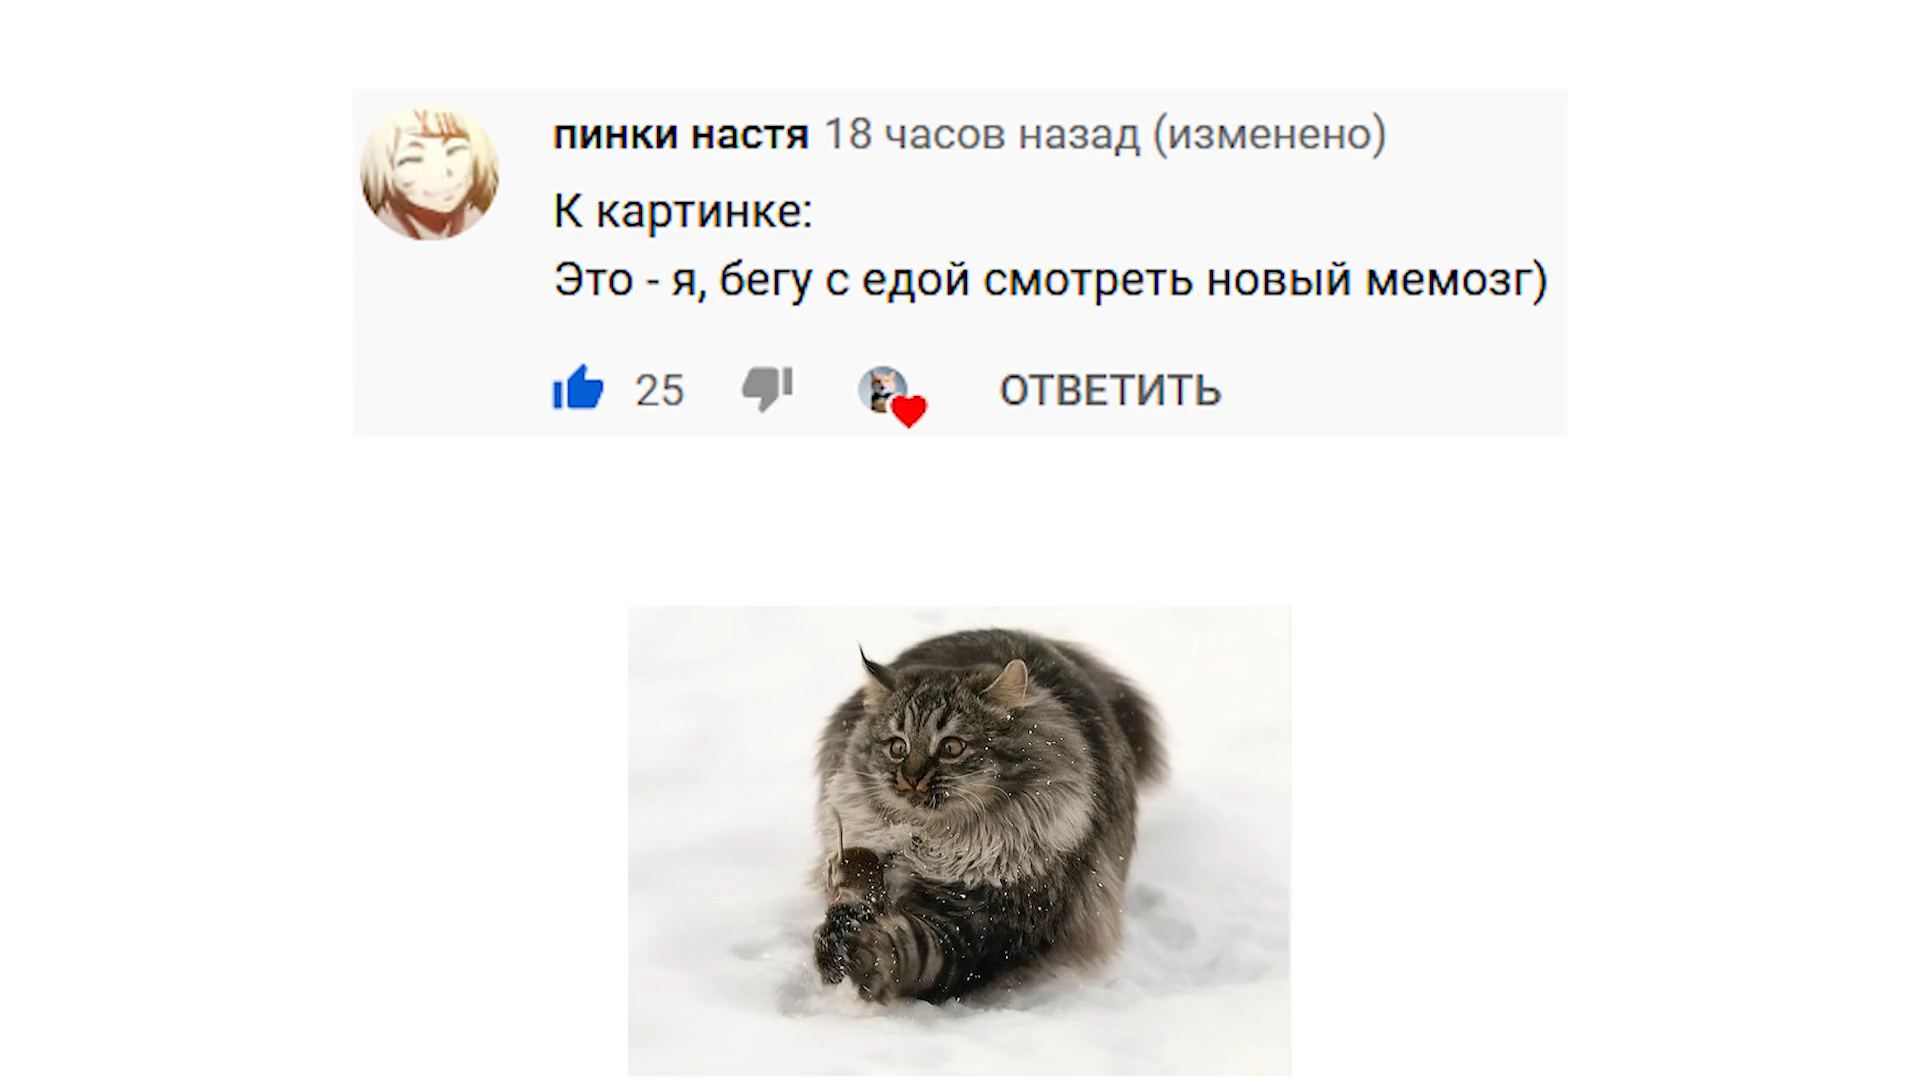 пинки настя 18 часов назад (изменено)
К картинке:
Это - я, бегу с едой смотреть новый мемозг)
25 ОТВЕТИТЬ